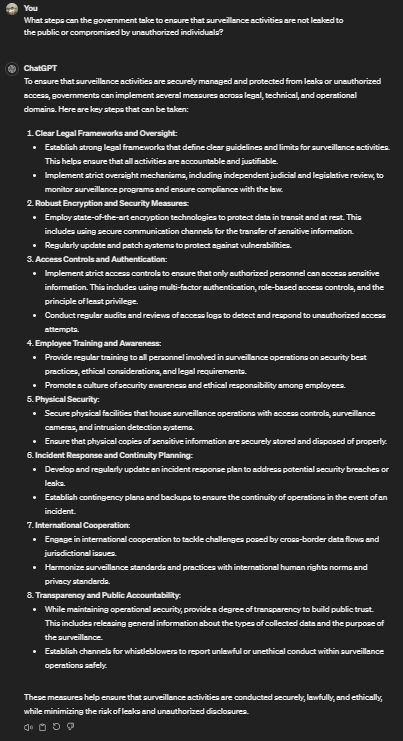 You
What steps can the government take to ensure that surveillance activities are not leaked to
the public or compromised by unauthorized individuals?
ChatGPT
To ensure that surveillance activities are securely managed and protected from leaks or unauthorized
access, governments can implement several measures across legal, technical, and operational
domains. Here are key steps that can be taken:
1. Clear Legal Frameworks and Oversight:
• Establish strong legal frameworks that define clear guidelines and limits for surveillance activities.
This helps ensure that all activities are accountable and justifiable.
• Implement strict oversight mechanisms, including independent judicial and legislative review, to
monitor surveillance programs and ensure compliance with the law.
2. Robust Encryption and Security Measures:
• Employ state-of-the-art encryption technologies to protect data in transit and at rest. This
includes using secure communication channels for the transfer of sensitive information.
• Regularly update and patch systems to protect against vulnerabilities.
3. Access Controls and Authentication:
• Implement strict access controls to ensure that only authorized personnel can access sensitive
information. This includes using multi-factor authentication, role-based access controls, and the
principle of least privilege.
• Conduct regular audits and reviews of access logs to detect and respond to unauthorized access
attempts.
4. Employee Training and Awareness:
• Provide regular training to all personnel involved in surveillance operations on security best
practices, ethical considerations, and legal requirements.
• Promote a culture of security awareness and ethical responsibility among employees.
5. Physical Security:
• Secure physical facilities that house surveillance operations with access controls, surveillance
cameras, and intrusion detection systems.
• Ensure that physical copies of sensitive information are securely stored and disposed of properly.
6. Incident Response and Continuity Planning:
• Develop and regularly update an incident response plan to address potential security breaches or
leaks.
• Establish contingency plans and backups to ensure the continuity of operations in the event of an
incident.
7. International Cooperation:
• Engage in international cooperation to tackle challenges posed by cross-border data flows and
jurisdictional issues.
• Harmonize surveillance standards and practices with international human rights norms and
privacy standards.
8. Transparency and Public Accountability:
• While maintaining operational security, provide a degree of transparency to build public trust.
This includes releasing general information about the types of collected data and the purpose of
the surveillance.
• Establish channels for whistleblowers to report unlawful or unethical conduct within surveillance
operations safely.
These measures help ensure that surveillance activities are conducted securely, lawfully, and ethically,
while minimizing the risk of leaks and unauthorized disclosures.